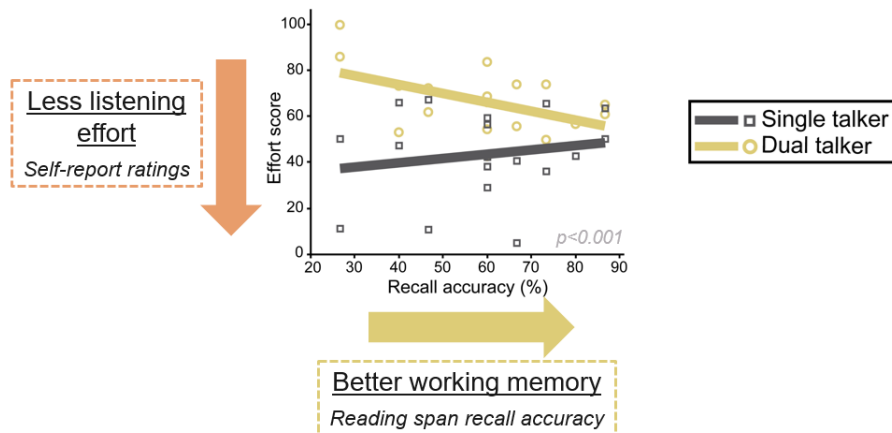 Less listening
effort
Self-report ratings
Effort score
100
80
60
40
20
0
p<0.001
20 30 40 50 60 70 80 90
Recall accuracy (%)
Single talker
Dual talker
Better working memory
Reading span recall accuracy